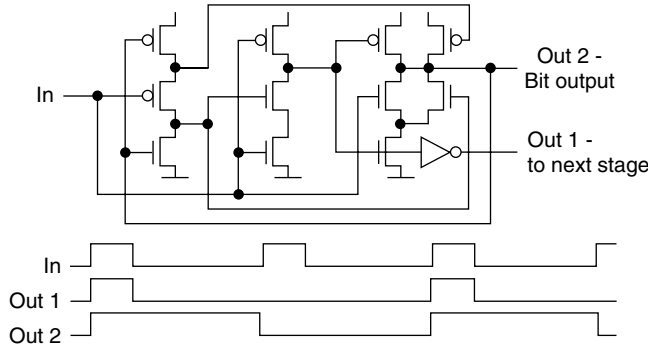 In
Out 2 -
Bit output
Out 1 -
to next stage
In
Out 1
Out 2